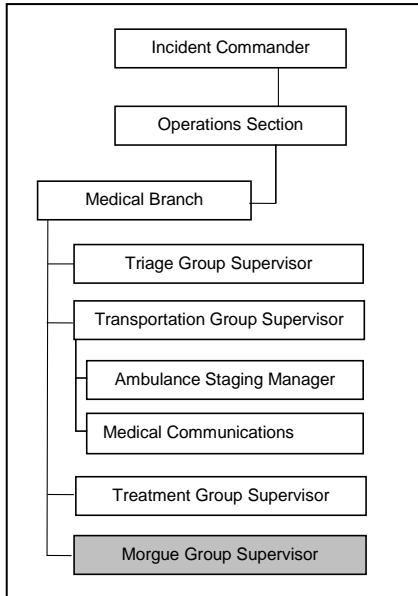 Incident Commander
Operations Section
Medical Branch
Triage Group Supervisor
Transportation Group Supervisor
Ambulance Staging Manager
Medical Communications
Treatment Group Supervisor
Morgue Group Supervisor